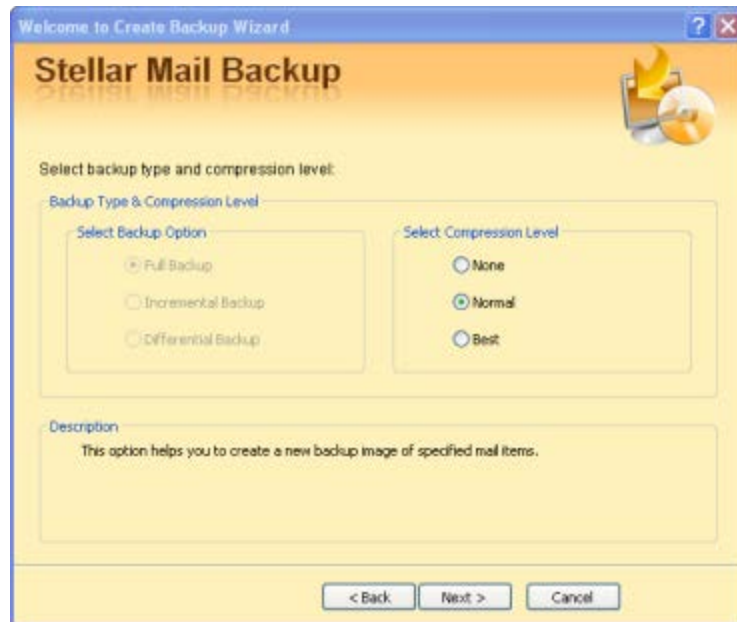 Welcome to Create Backup Wizard
Stellar Mail Backup
Select backup type and compression level:
Backup Type & Compression Level
Select Backup Option
Full Backup
Incremental Backup
Differential Backup
Select Compression Level
None
Normal
Best
Description
This option helps you to create a new backup image of specified mail items.
< Back
Next >
Cancel